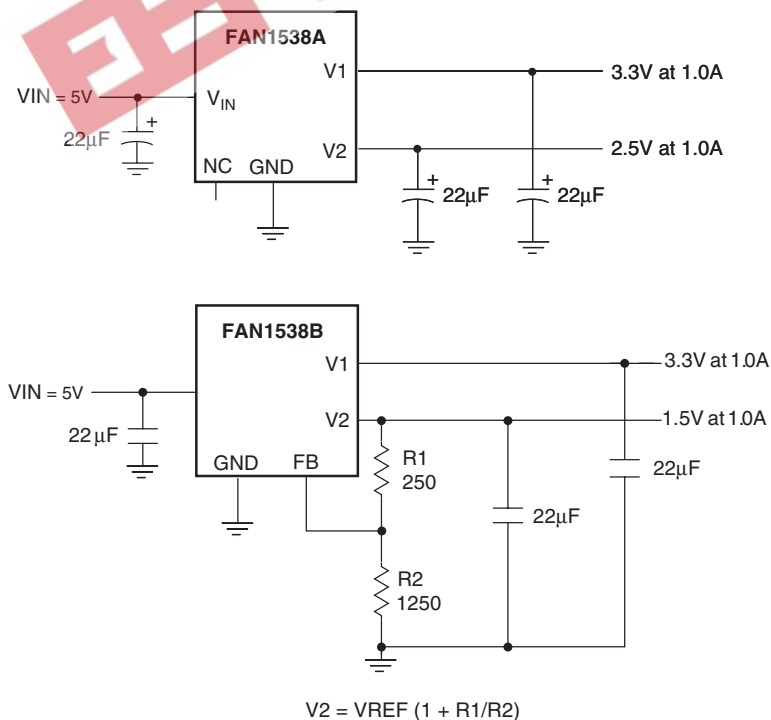 FAN1538A
V1
3.3V at 1.0A
VIN = 5V
VIN
+
22µF
V2
2.5V at 1.0A
NC
GND
+
22µF
+
22µF
FAN1538B
V1
3.3V at 1.0A
VIN = 5V
V2
1.5V at 1.0A
22µF
GND
FB
R1
250
22µF
22µF
R2
1250
V2 = VREF (1 + R1/R2)